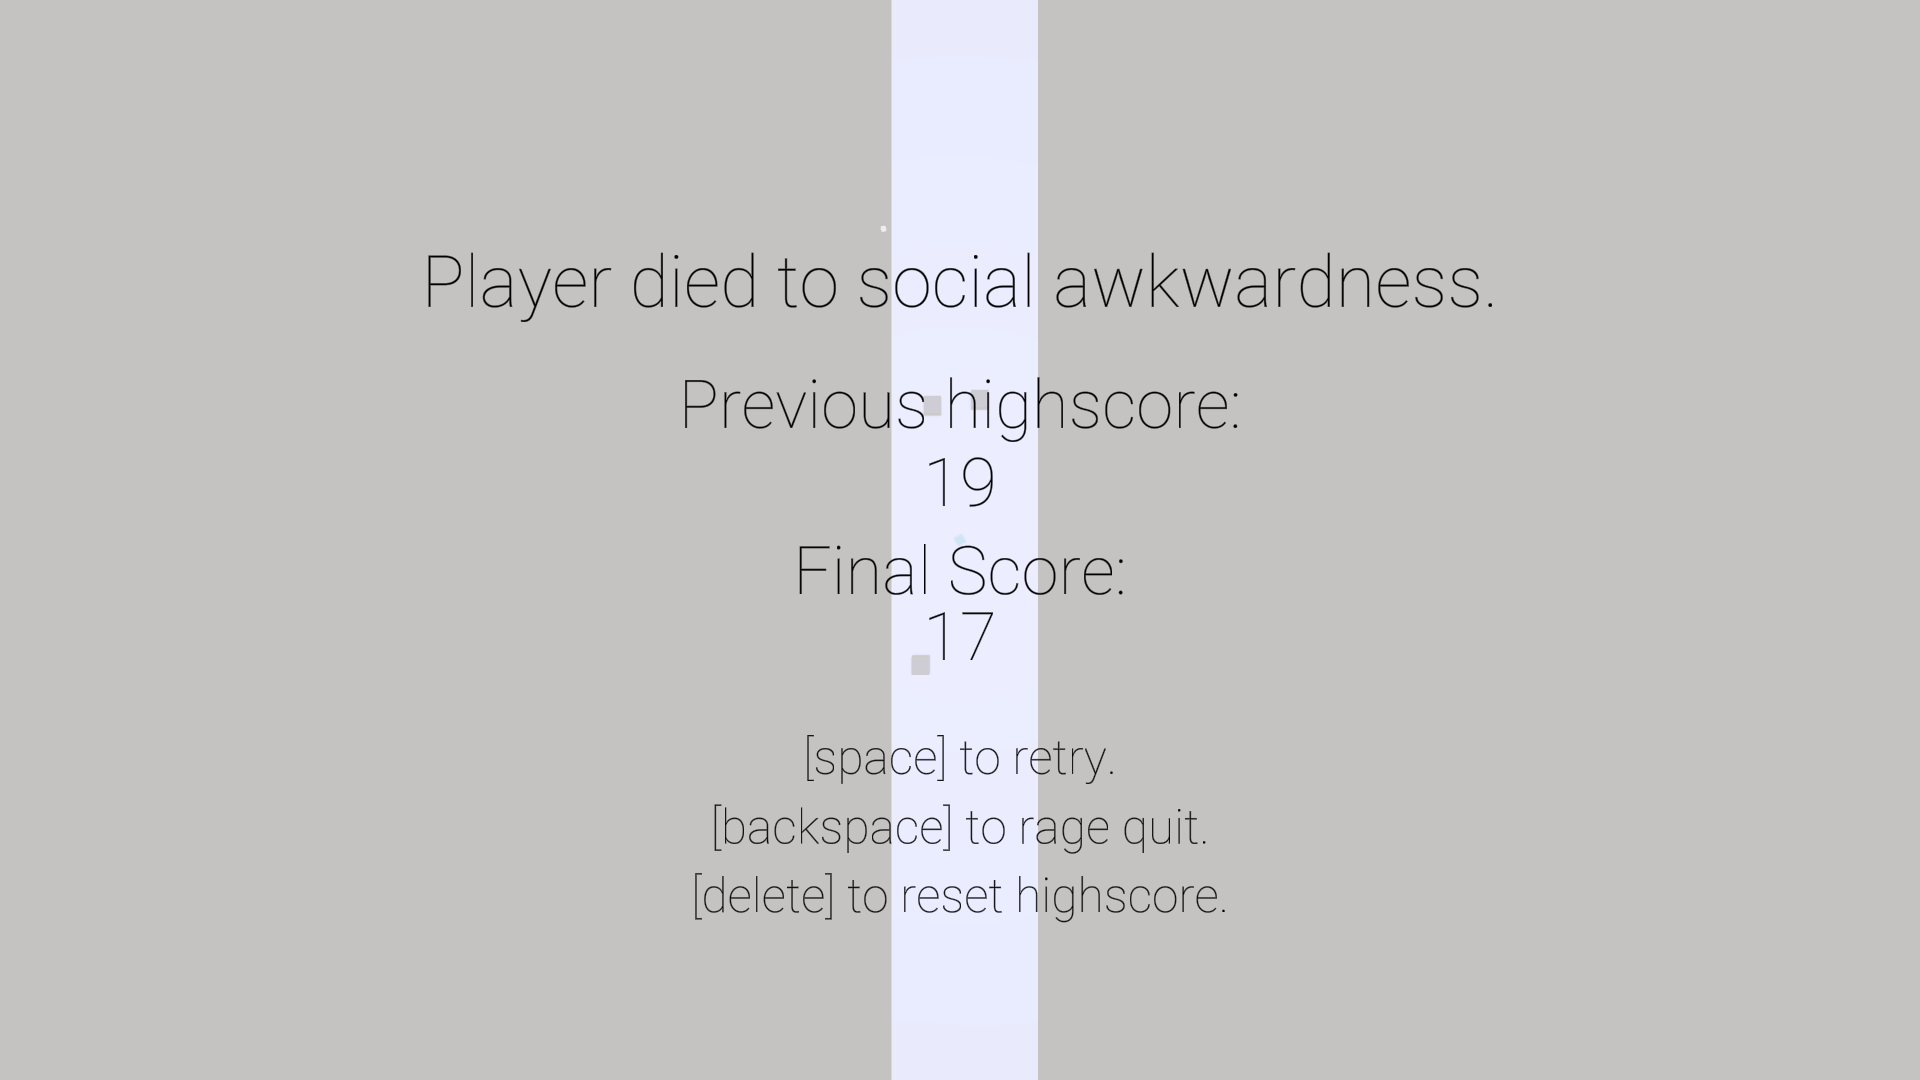 Player died to social awkwardness.
Previous highscore:
19
Final Score:
17
[space] to retry.
[backspace] to rage quit.
[delete] to reset highscore.